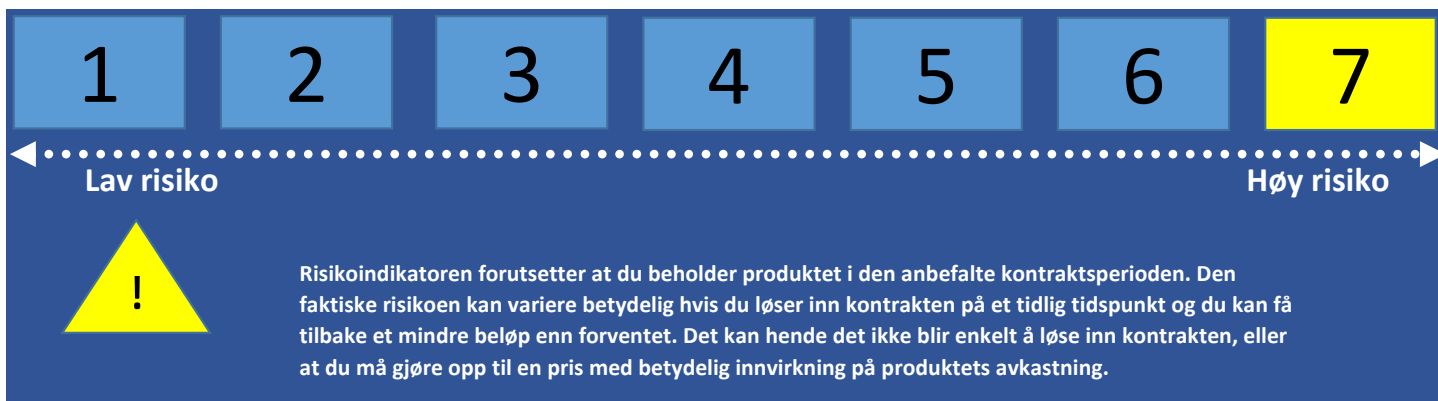 1 2 3 4 5 6 7
Lav risiko Høy risiko
!
Risikoindikatoren forutsetter at du beholder produktet i den anbefalte kontraktsperioden. Den
faktiske risikoen kan variere betydelig hvis du løser inn kontrakten på et tidlig tidspunkt og du kan få
tilbake et mindre beløp enn forventet. Det kan hende det ikke blir enkelt å løse inn kontrakten, eller
at du må gjøre opp til en pris med betydelig innvirkning på produktets avkastning.